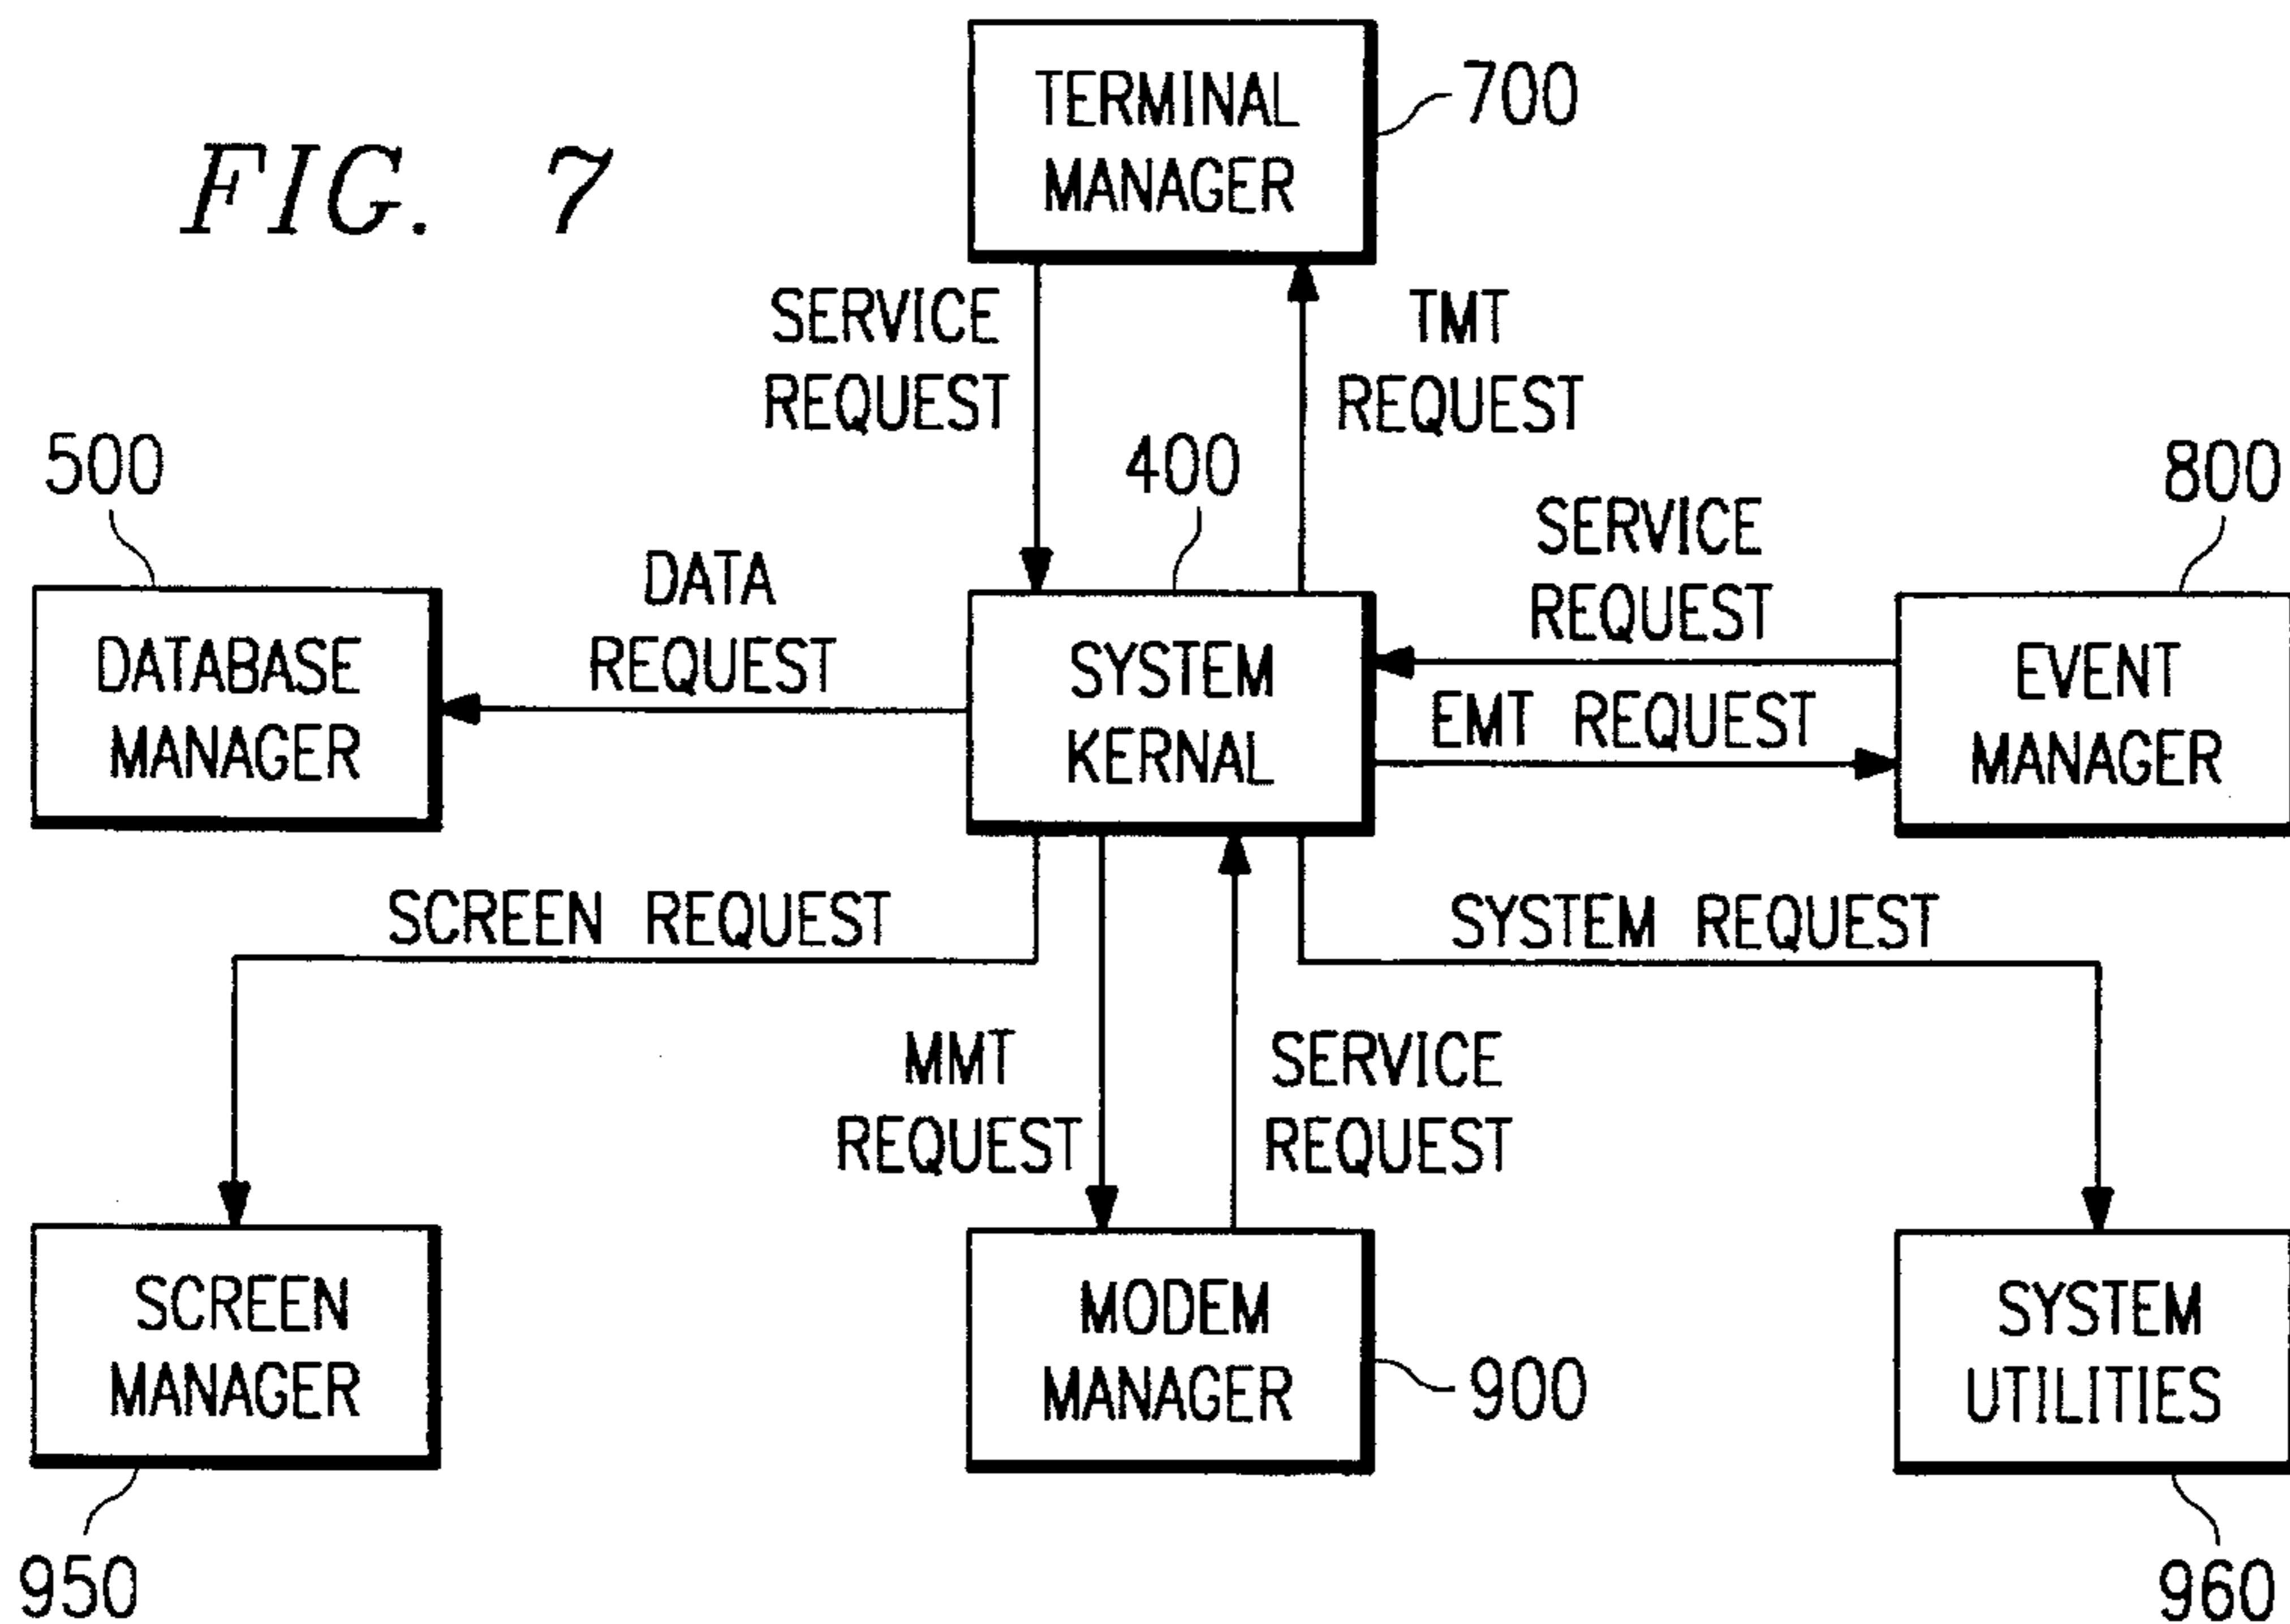 FIG. 7
TERMINAL
MANAGER
700
SERVICE
REQUEST
TMT
REQUEST
500
400
800
DATABASE
MANAGER
DATA
REQUEST
SYSTEM
KERNAL
SERVICE
REQUEST
EMT REQUEST
EVENT
MANAGER
SCREEN REQUEST
SYSTEM REQUEST
MMT
REQUEST
SERVICE
REQUEST
SCREEN
MANAGER
MODEM
MANAGER
900
SYSTEM
UTILITIES
950
960